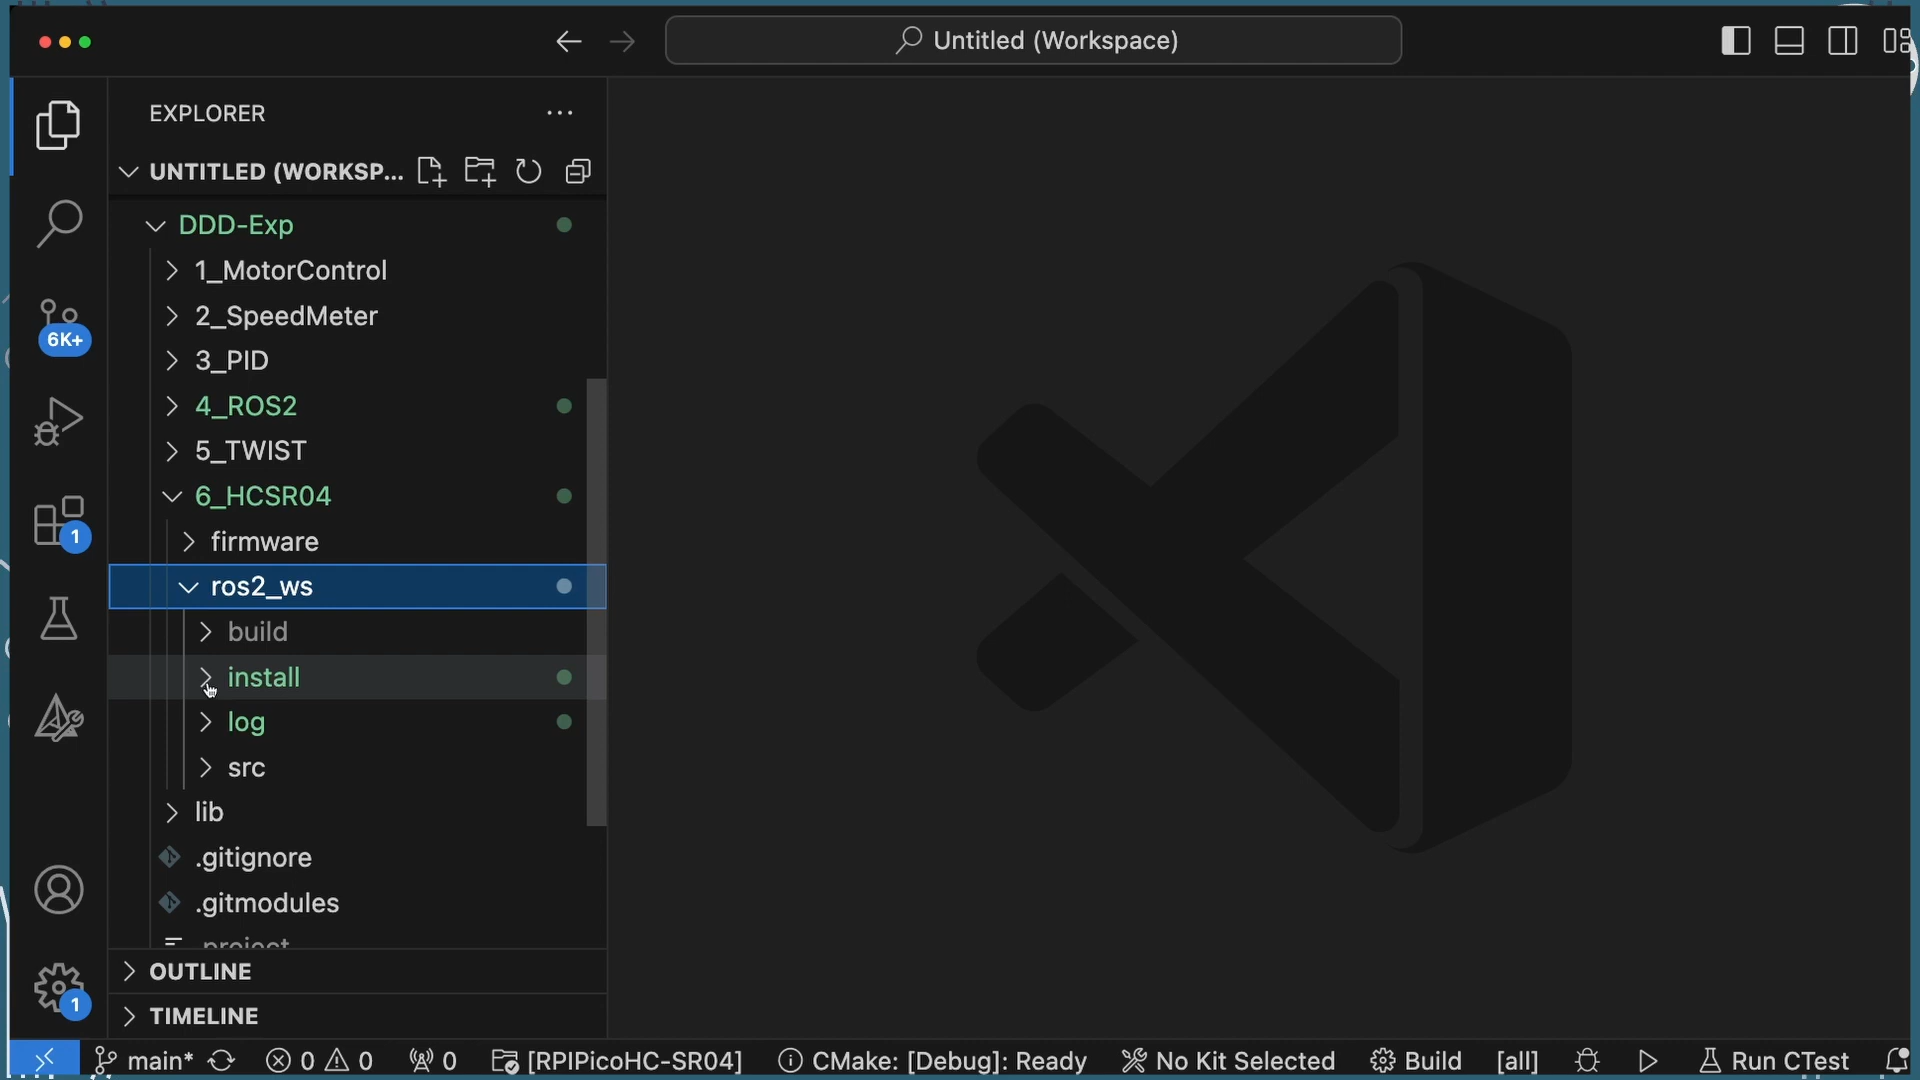 Untitled (Workspace)
EXPLORER
UNTITLED (WORKSP...
DDD-Exp
1_MotorControl
2_SpeedMeter
6K+
3_PID
4_ROS2
5_TWIST
6_HCSR04
1
firmware
ros2_ws
build
install
log
src
lib
.gitignore
.gitmodules
.project
OUTLINE
1
TIMELINE
main* 0 0 0 [RPIPicoHC-SR04] CMake: [Debug]: Ready No Kit Selected Build [all] Run CTest